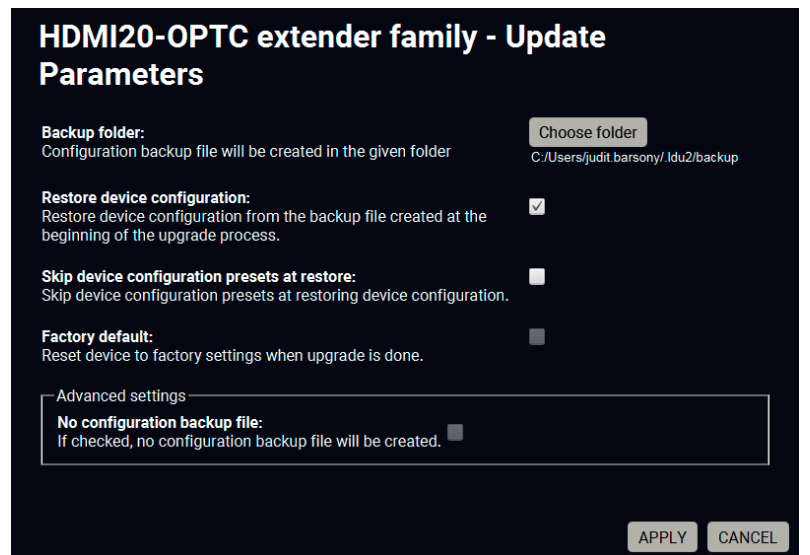 HDMI20-OPTC extender family - Update
Parameters
Backup folder:
Choose folder
Configuration backup file will be created in the given folder
C:/Users/judit.barsony/.ldu2/backup
Restore device configuration:
Restore device configuration from the backup file created at the
beginning of the upgrade process.
Skip device configuration presets at restore:
Skip device configuration presets at restoring device configuration.
Factory default:
Reset device to factory settings when upgrade is done.
Advanced settings
No configuration backup file:
If checked, no configuration backup file will be created.
APPLY
CANCEL